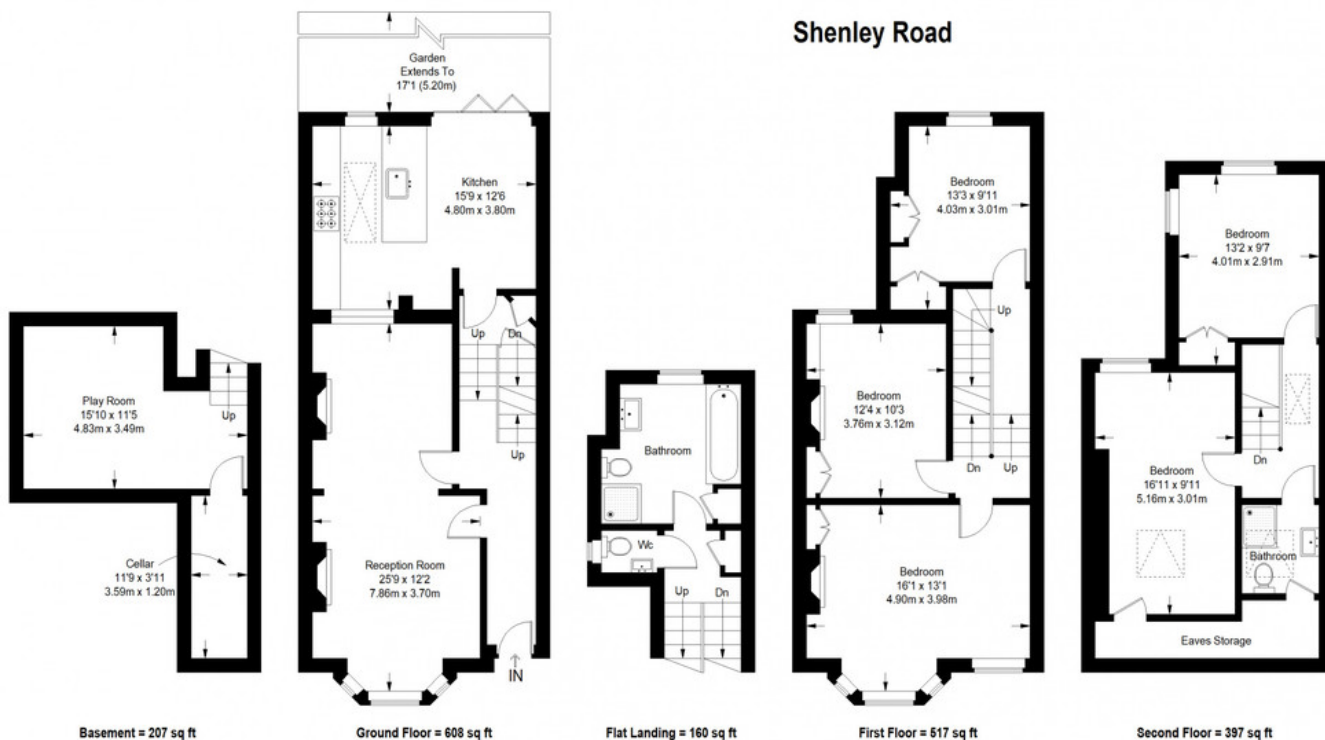 Shenley Road
Garden
Extends To
17'1 (5.20m)
Kitchen
15'9 x 12'6
4.80m x 3.80m
Up
Dn
Up
Reception Room
25'9 x 12'2
7.86m x 3.70m
IN
Play Room
15'10 x 11'5
4.83m x 3.49m
Up
Cellar
11'9 x 3'11
3.59m x 1.20m
Bathroom
Wc
Up
Dn
Bedroom
13'3 x 9'11
4.03m x 3.01m
Up
Bedroom
12'4 x 10'3
3.76m x 3.12m
Dn
Up
Bedroom
16'1 x 13'1
4.90m x 3.98m
Bedroom
13'2 x 9'7
4.01m x 2.91m
Dn
Bedroom
16'11 x 9'11
5.16m x 3.01m
Bathroom
Eaves Storage
Basement = 207 sq ft
Ground Floor = 608 sq ft
Flat Landing = 160 sq ft
First Floor = 517 sq ft
Second Floor = 397 sq ft